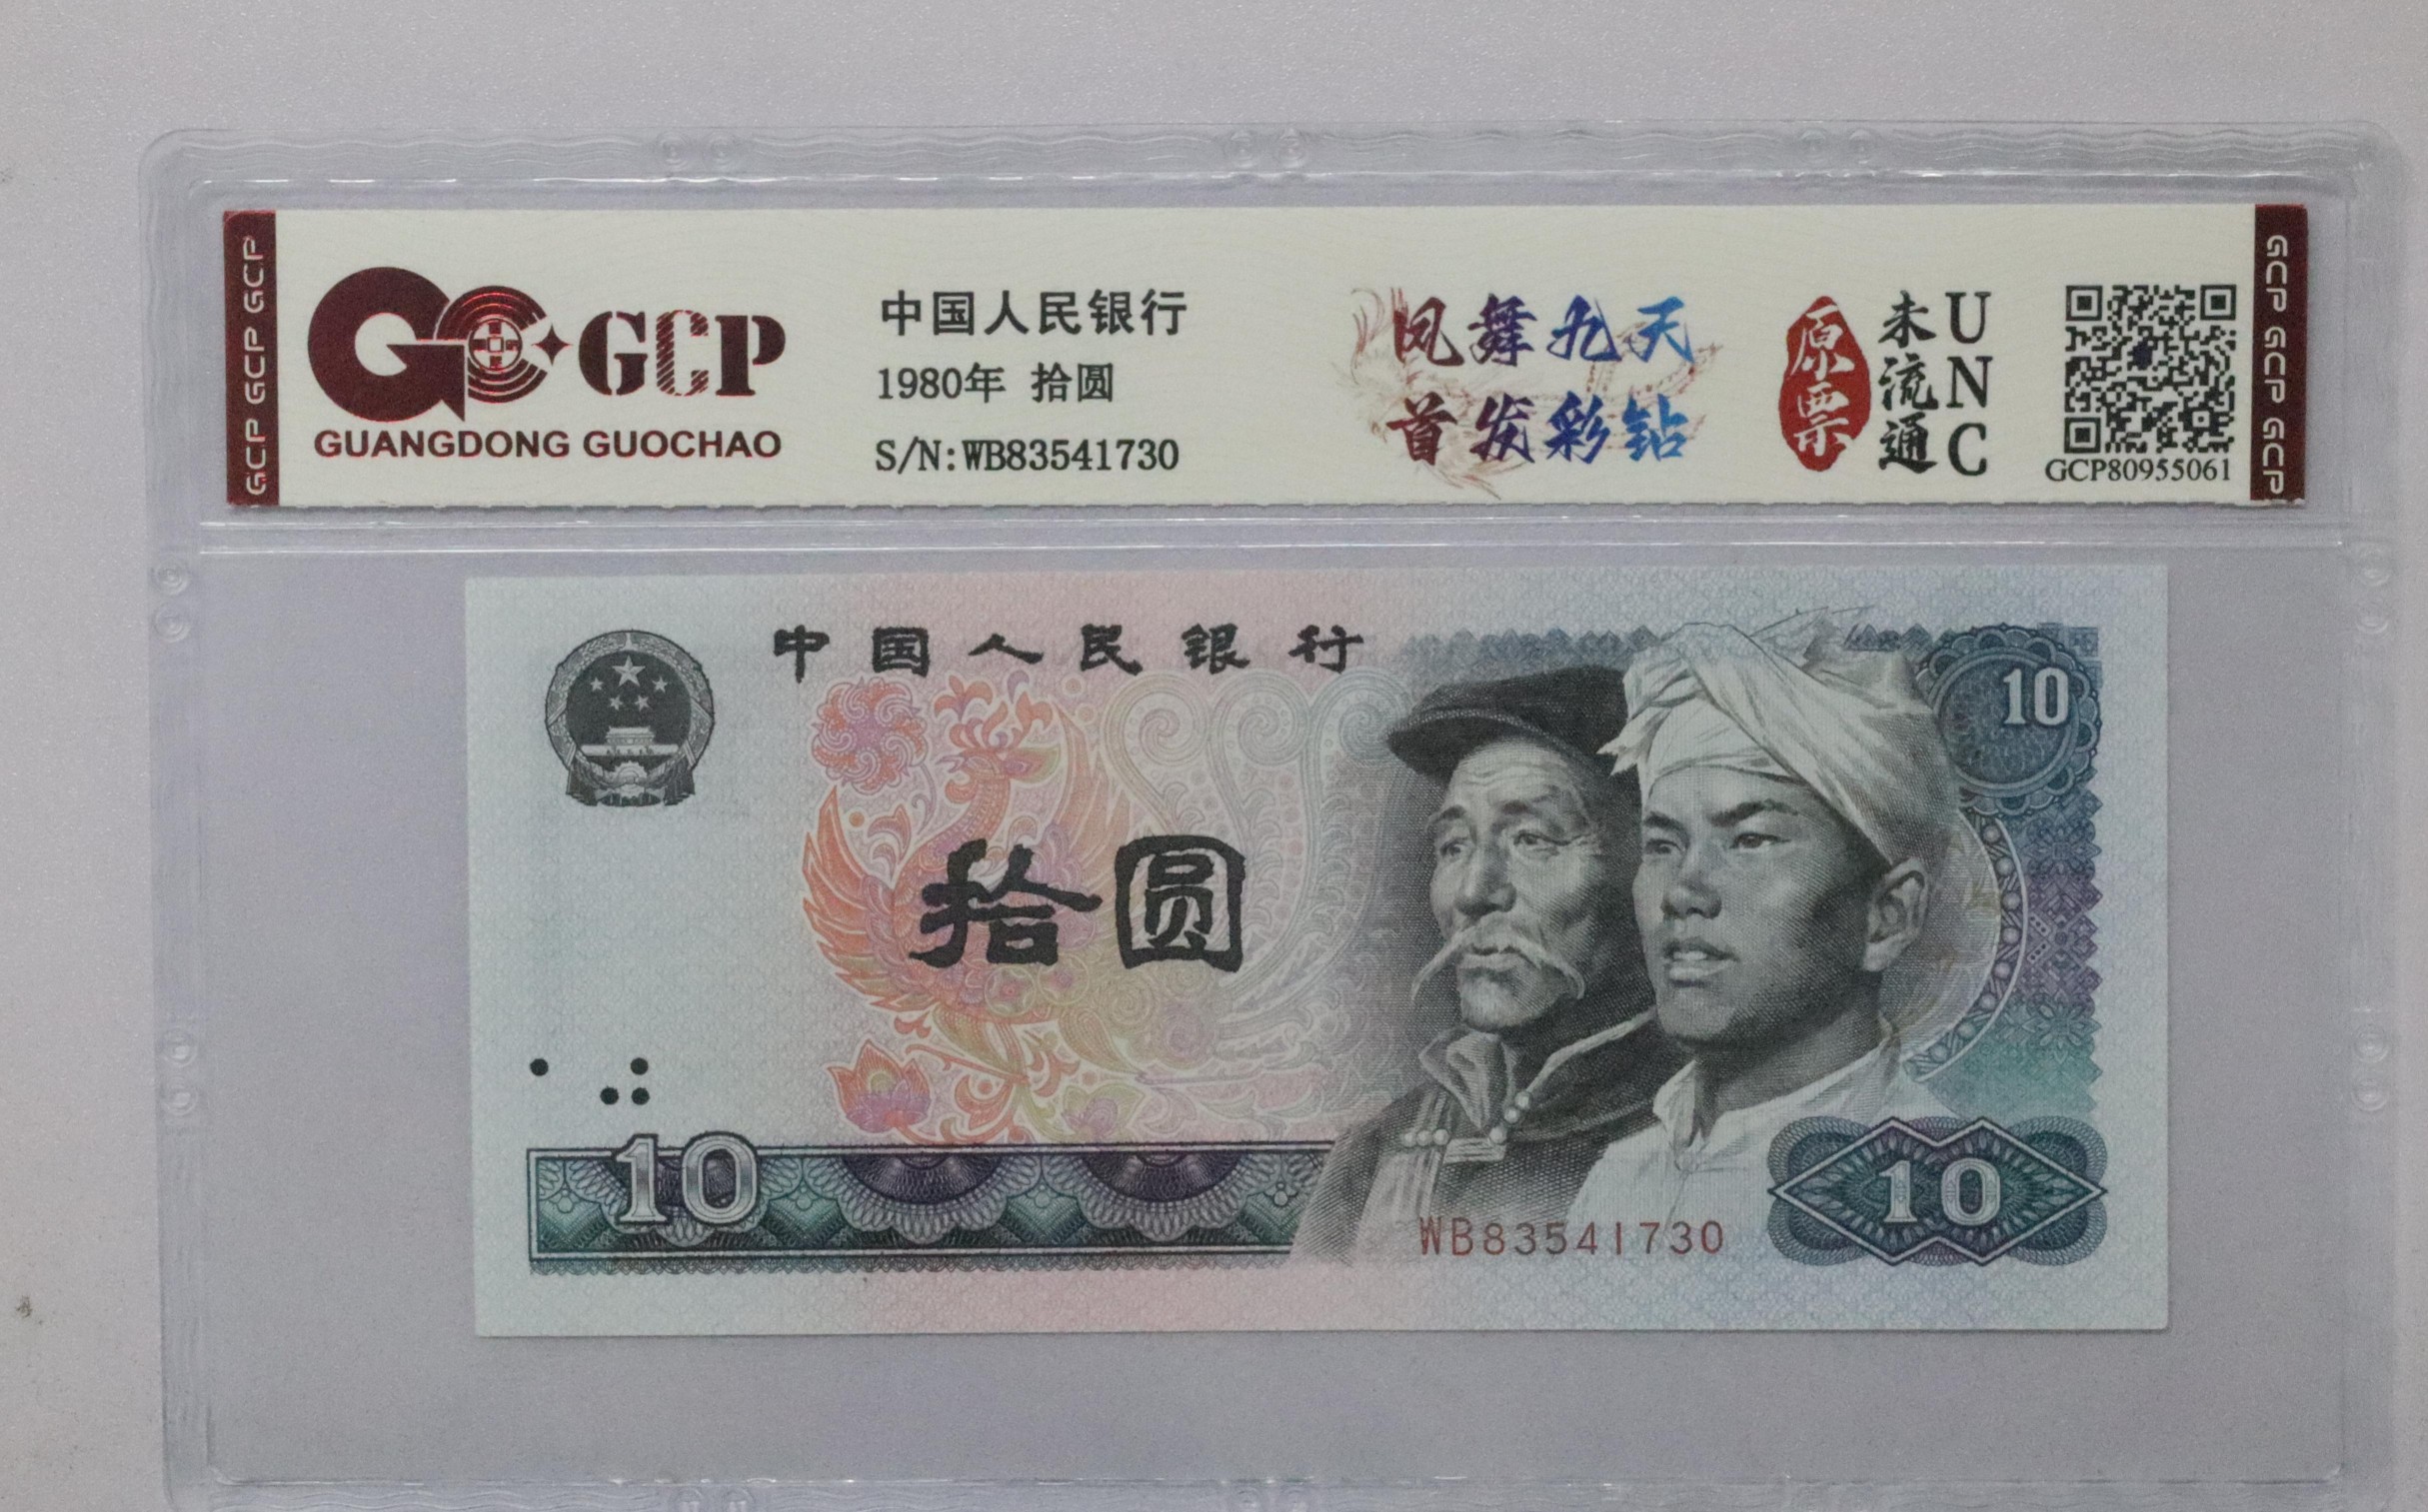 GCP GCP GCP
GCP
GUANGDONG GUOCHAO
中国人民银行
1980年 拾圆
S/N:WB83541730
凤舞九天
首发彩钻
原票
未流通
UNC
GCP80955061
GCP GCP GCP
中国人民银行
10
拾圆
10
WB83541730
10